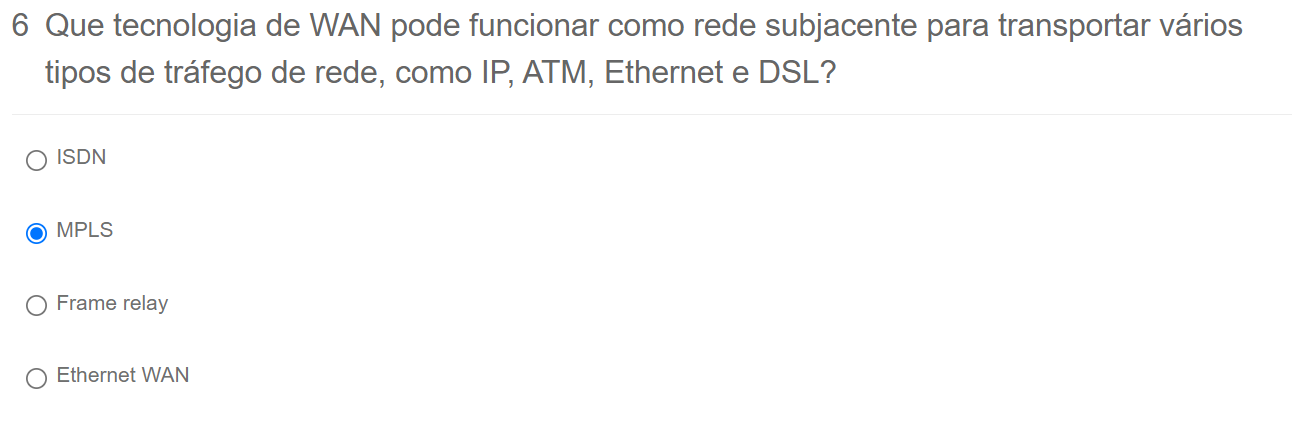 6 Que tecnologia de WAN pode funcionar como rede subjacente para transportar vários
tipos de tráfego de rede, como IP, ATM, Ethernet e DSL?
ISDN
MPLS
Frame relay
Ethernet WAN